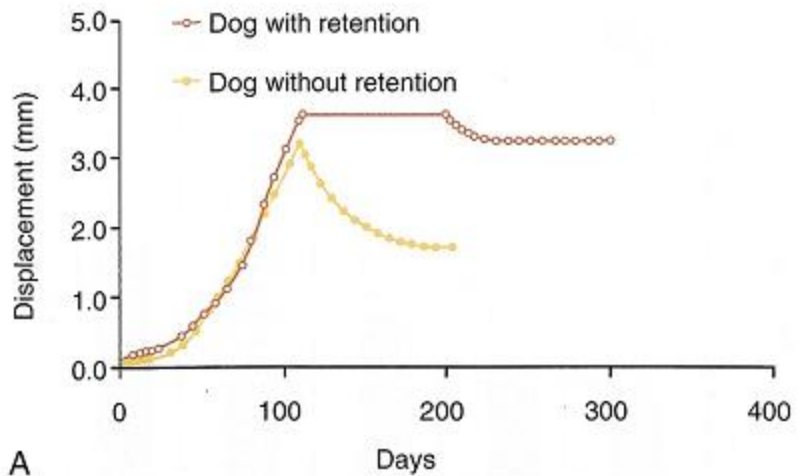 5.0
Dog with retention
4.0
Dog without retention
3.0
2.0
1.0
0.0
Displacement (mm)
0 100 200 300 400
Days
A